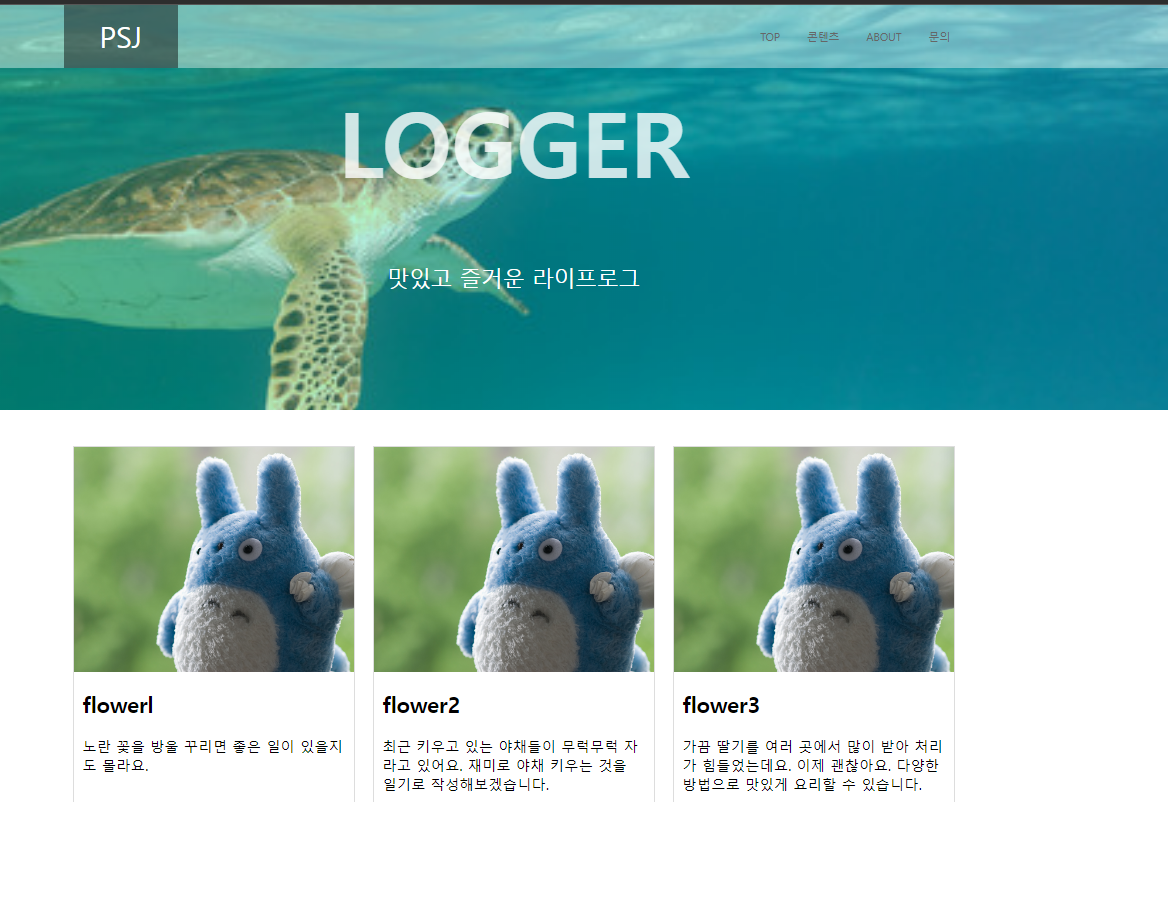 PSJ
TOP 콘텐츠 ABOUT 문의
LOGGER
맛있고 즐거운 라이프로그
flowerl
노란 꽃을 방울 꾸리면 좋은 일이 있을지
도 몰라요.
flower2
최근 키우고 있는 야채들이 무럭무럭 자
라고 있어요. 재미로 야채 키우는 것을
일기로 작성해보겠습니다.
flower3
가끔 딸기를 여러 곳에서 많이 받아 처리
가 힘들었는데요. 이제 괜찮아요. 다양한
방법으로 맛있게 요리할 수 있습니다.